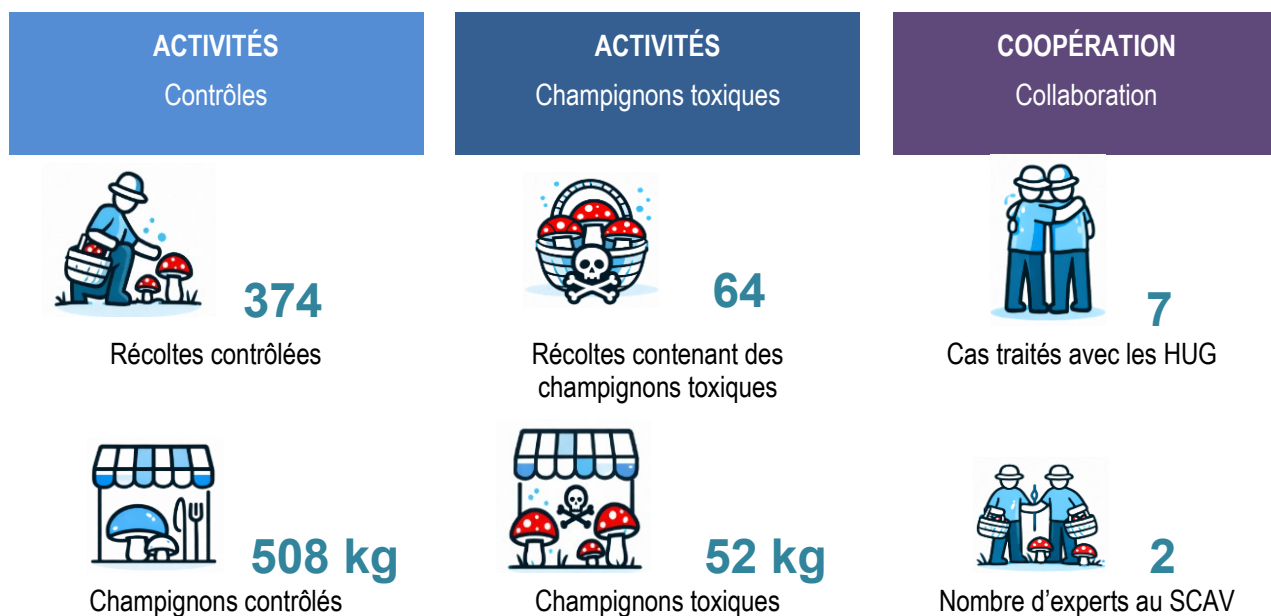 ACTIVITÉS
Contrôles
ACTIVITÉS
Champignons toxiques
COOPÉRATION
Collaboration
374
Récoltes contrôlées
64
Récoltes contenant des
champignons toxiques
7
Cas traités avec les HUG
508 kg
Champignons contrôlés
52 kg
Champignons toxiques
2
Nombre d'experts au SCAV